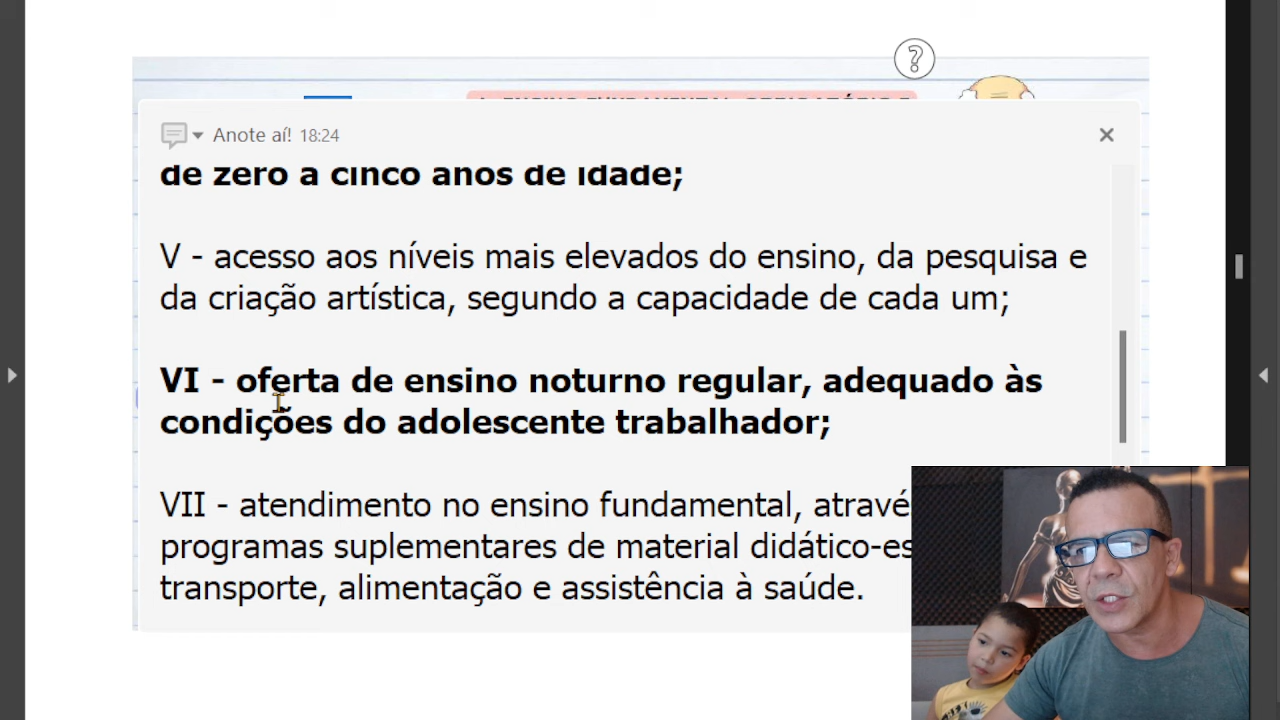 ?
Anote aí! 18:24
de zero a cinco anos de idade;
V - acesso aos níveis mais elevados do ensino, da pesquisa e
da criação artística, segundo a capacidade de cada um;
VI - oferta de ensino noturno regular, adequado às
condições do adolescente trabalhador;
VII - atendimento no ensino fundamental, atravé
programas suplementares de material didático-es
transporte, alimentação e assistência à saúde.